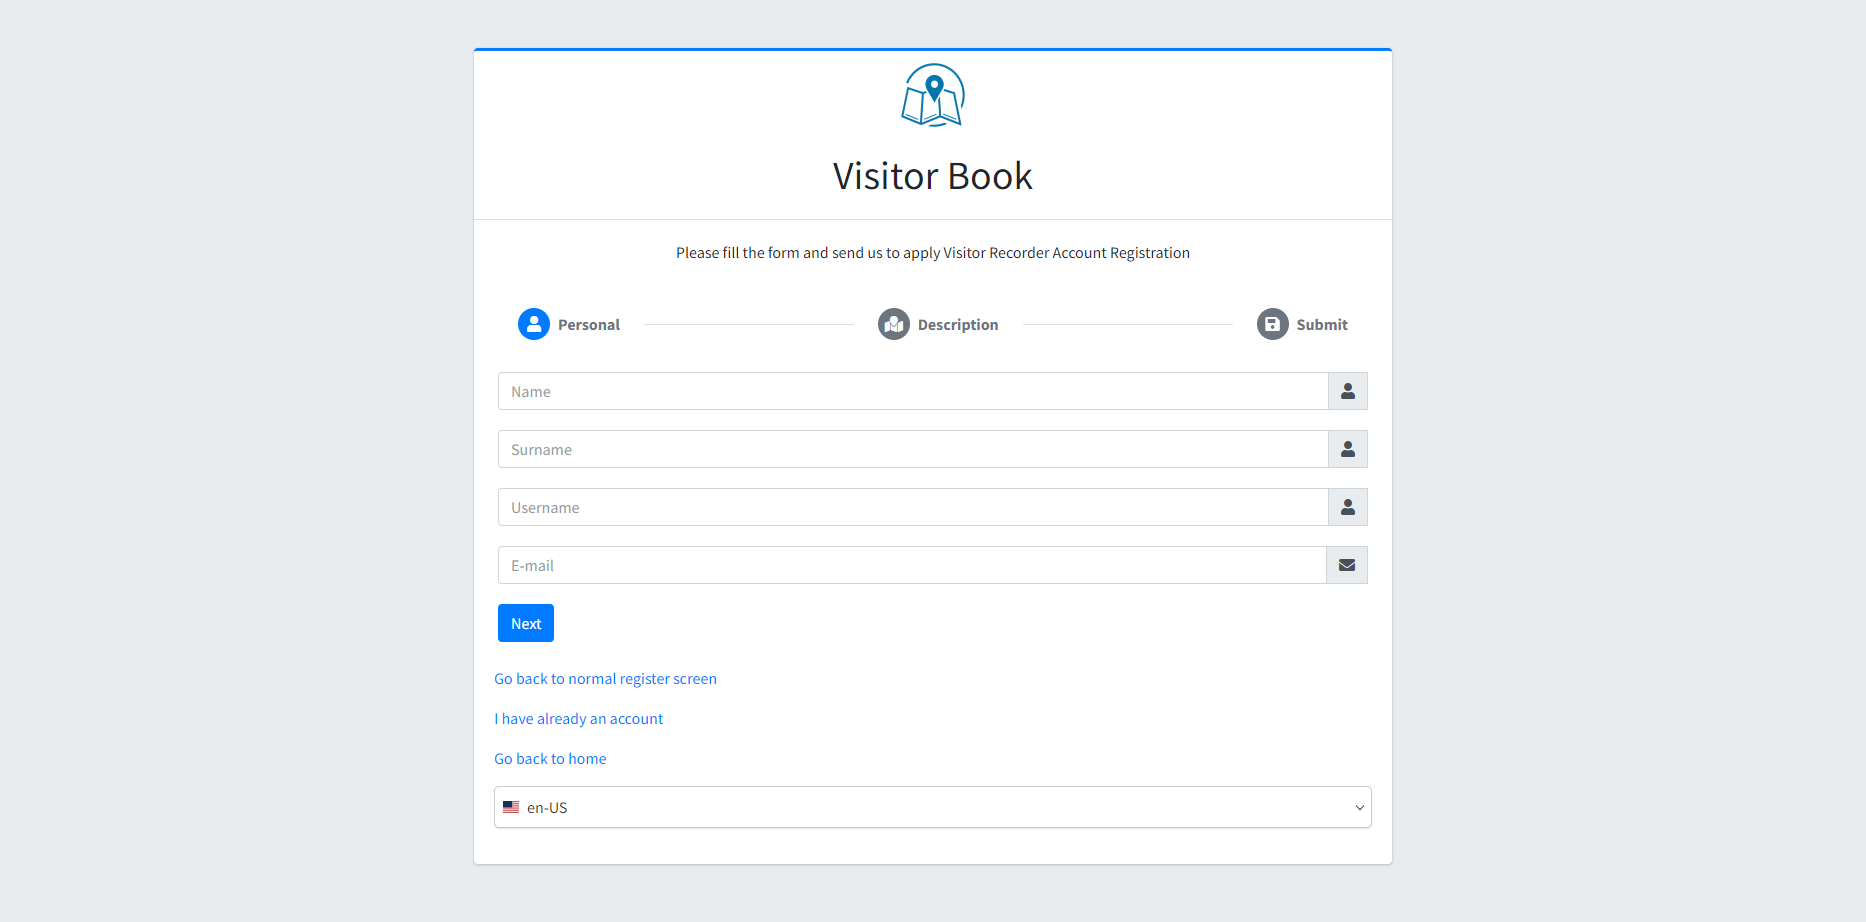 Visitor Book
Please fill the form and send us to apply Visitor Recorder Account Registration
Personal
Description
Submit
Name
Surname
Username
E-mail
Next
Go back to normal register screen
I have already an account
Go back to home
en-US